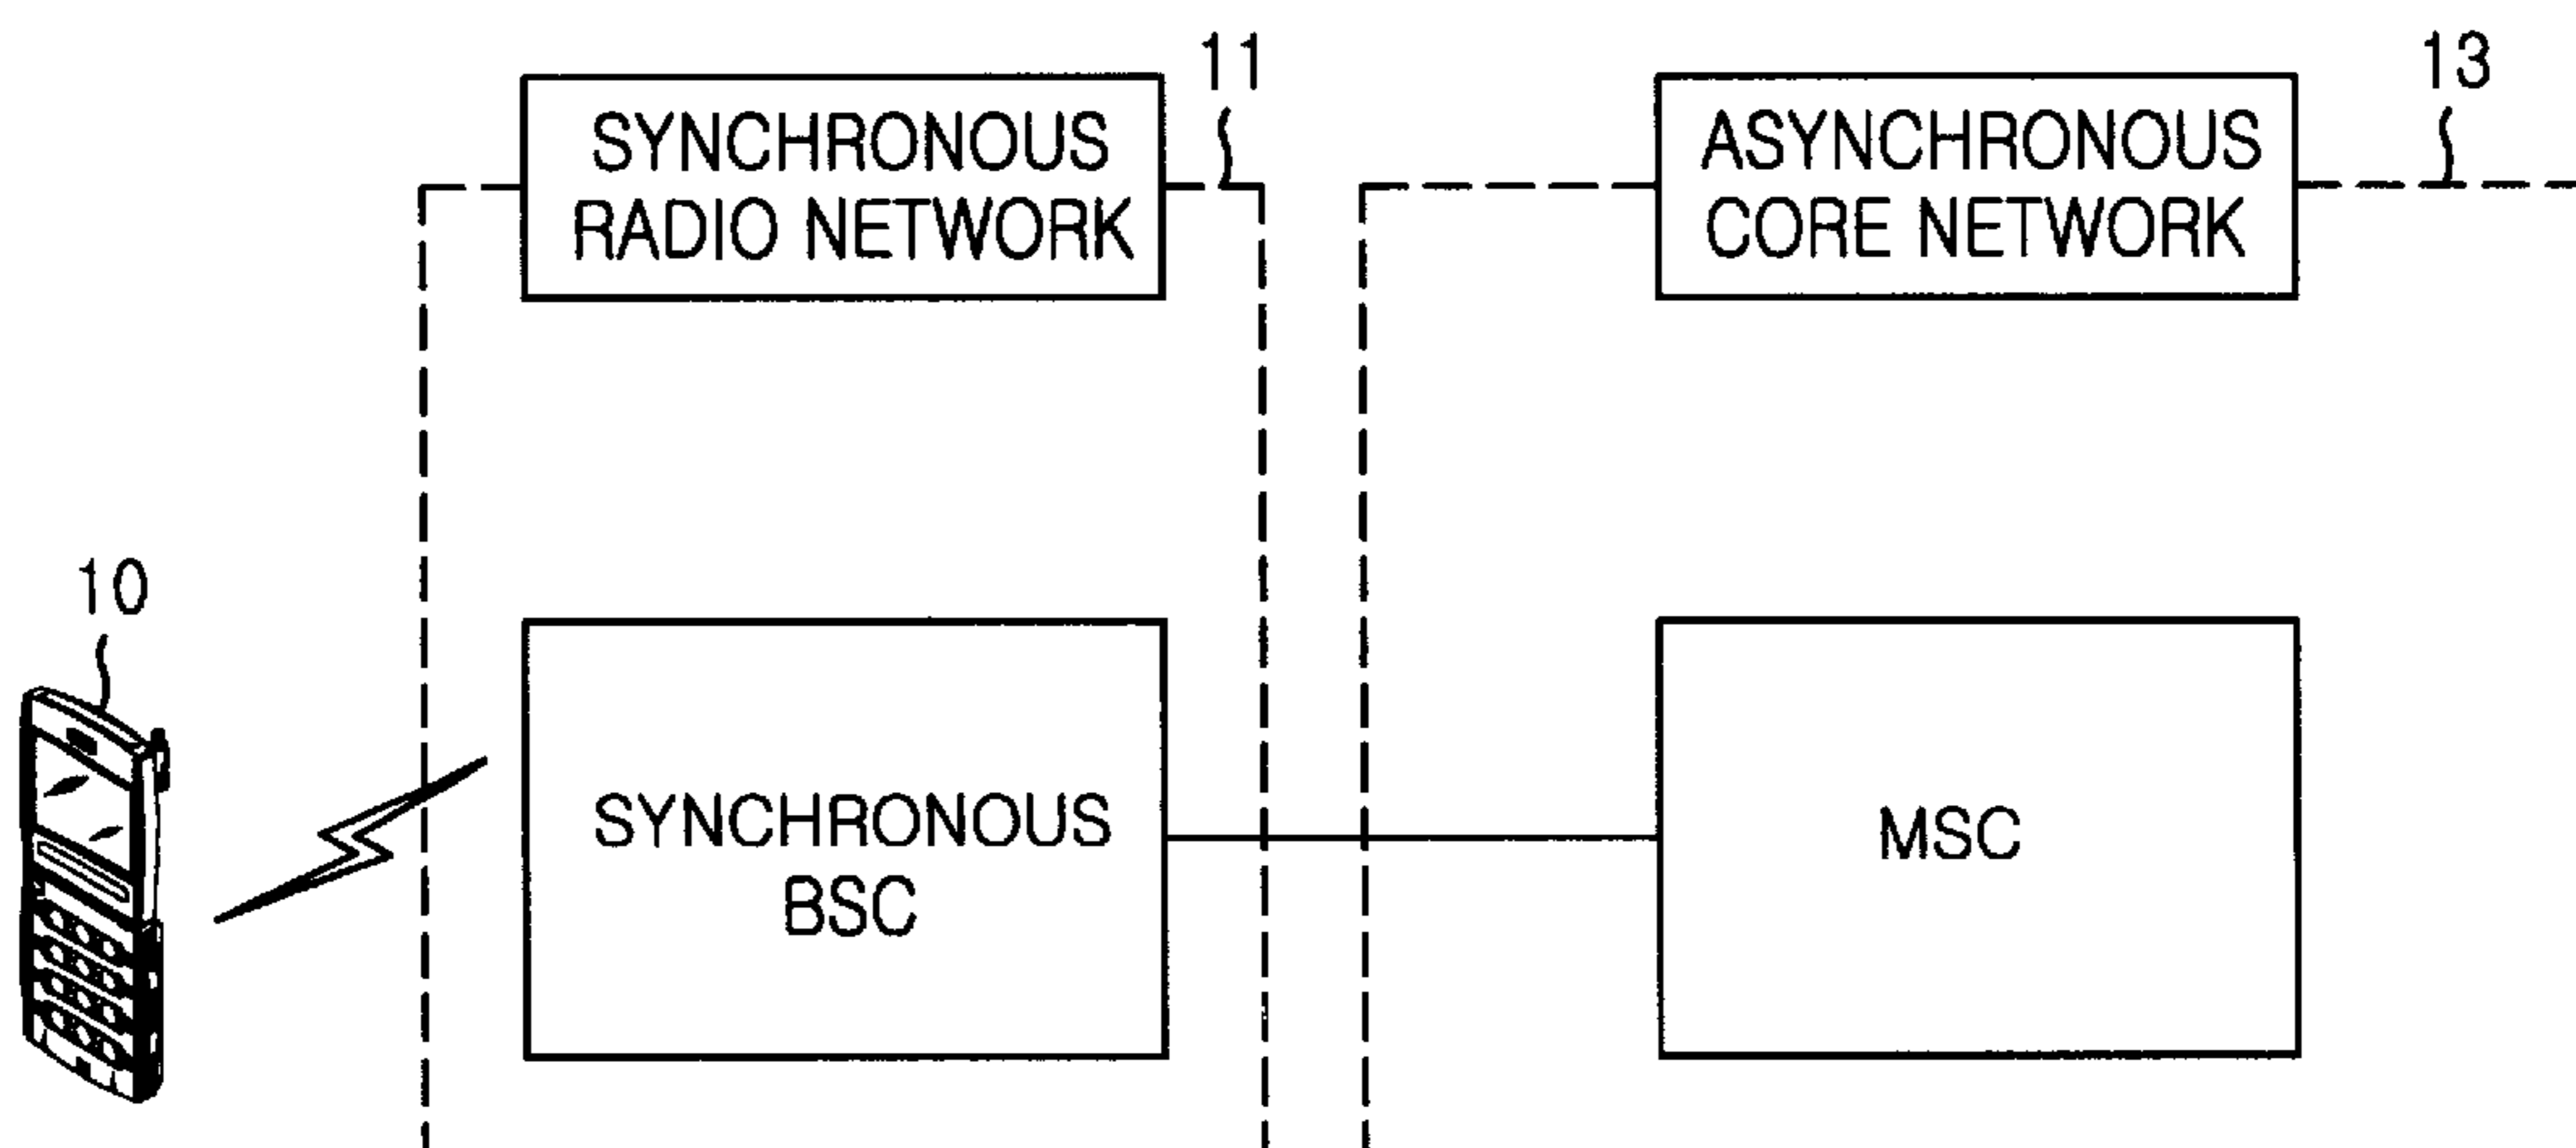 11
13
SYNCHRONOUS
RADIO NETWORK
ASYNCHRONOUS
CORE NETWORK
10
SYNCHRONOUS
BSC
MSC